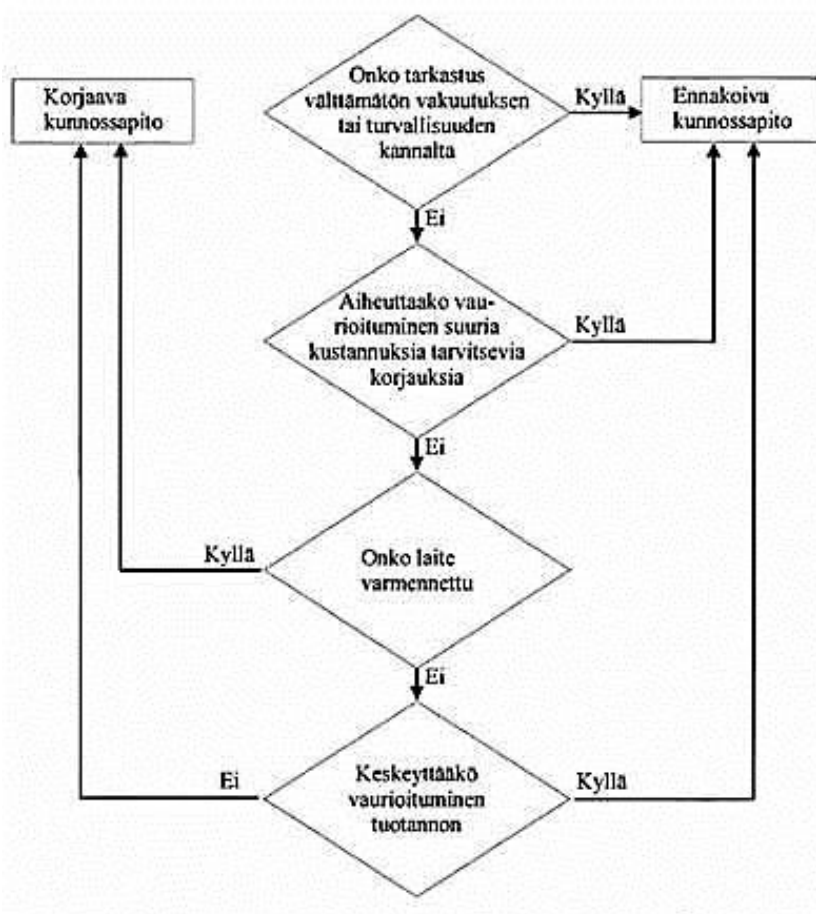 Onko tarkastus
välttämätön vakuutuksen
tai turvallisuuden
kannalta
Kyllä
Ennakoiva
kunnossapito
Korjaava
kunnossapito
Ei
Aiheuttaako vau-
rioituminen suuria
kustannuksia tarvitsevia
korjauksia
Kyllä
Ei
Kyllä
Onko laite
varmennettu
Ei
Ei
Keskeyttääkö
vaurioituminen
tuotannon
Kyllä